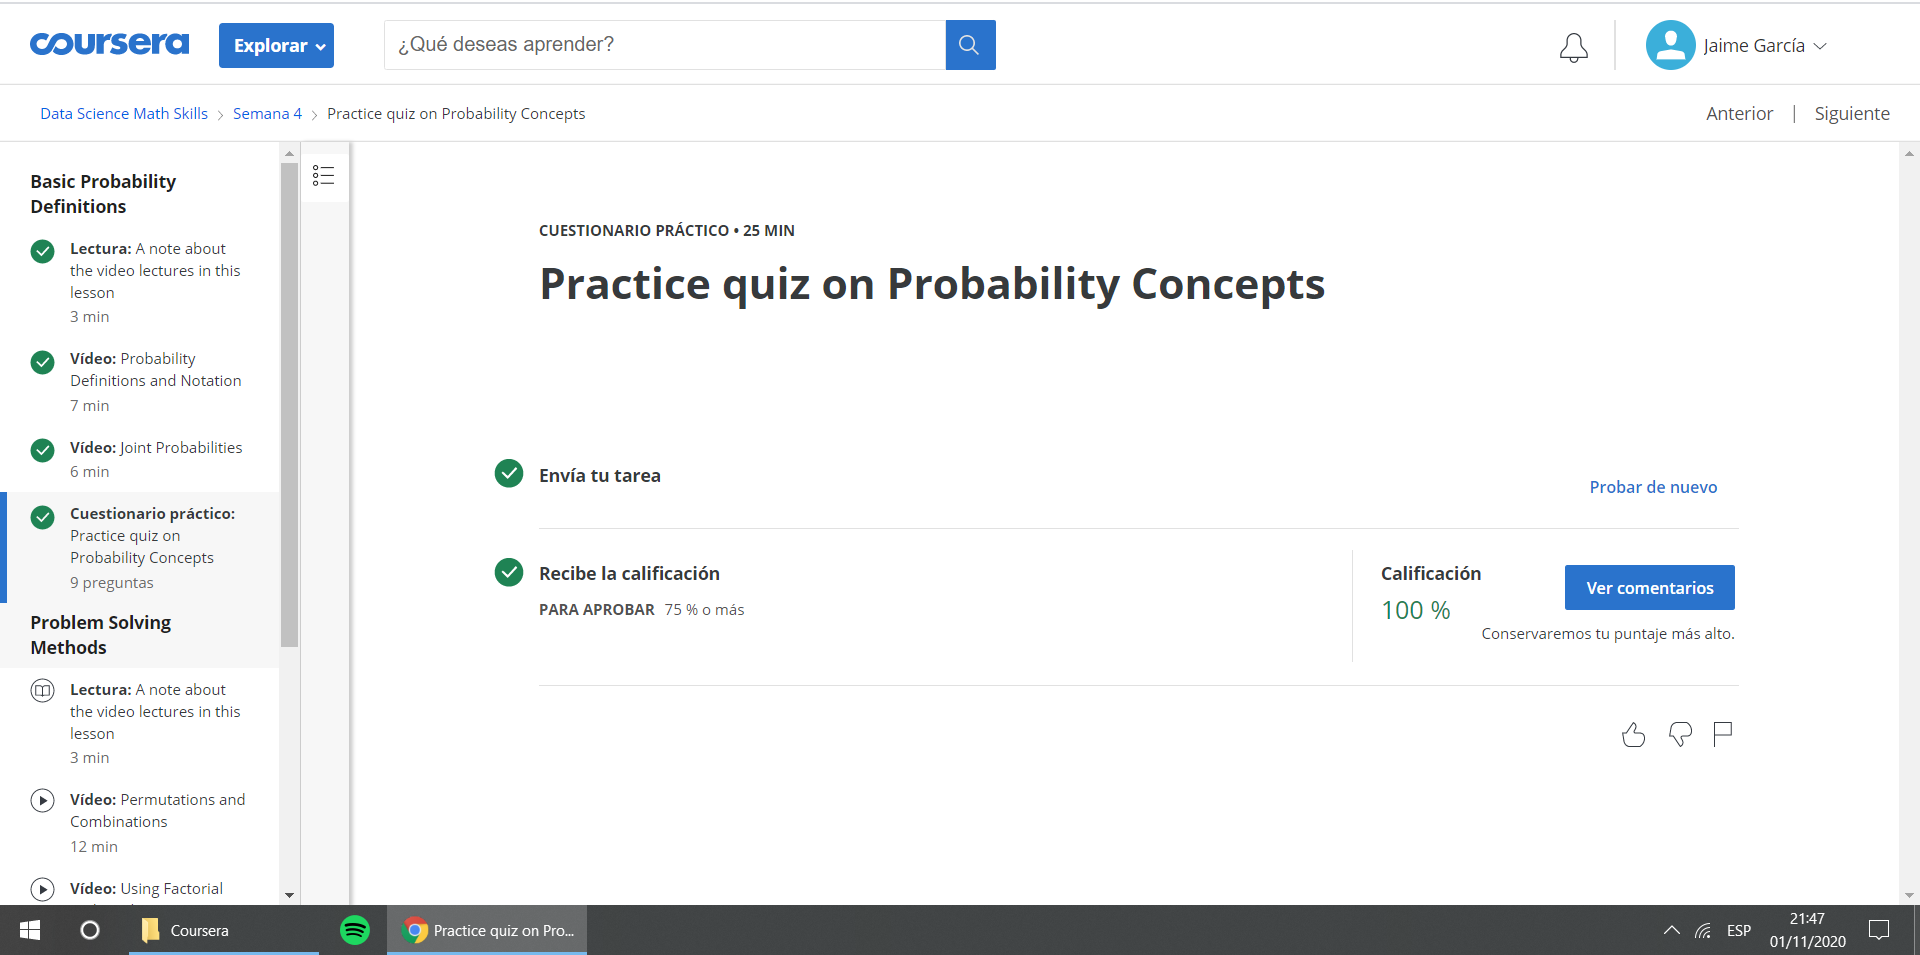 coursera
Explorar
¿Qué deseas aprender?
Jaime García
Data Science Math Skills
Semana 4
Practice quiz on Probability Concepts
Anterior | Siguiente
Basic Probability
Definitions
Lectura: A note about
the video lectures in this
lesson
3 min
Vídeo: Probability
Definitions and Notation
7 min
Vídeo: Joint Probabilities
6 min
Cuestionario práctico:
Practice quiz on
Probability Concepts
9 preguntas
Problem Solving
Methods
Lectura: A note about
the video lectures in this
lesson
3 min
Vídeo: Permutations and
Combinations
12 min
Vídeo: Using Factorial
CUESTIONARIO PRÁCTICO • 25 MIN
Practice quiz on Probability Concepts
Envía tu tarea
Probar de nuevo
Recibe la calificación
PARA APROBAR 75 % o más
Calificación
100 %
Ver comentarios
Conservaremos tu puntaje más alto.
Coursera
Practice quiz on Pro...
ESP
21:47
01/11/2020